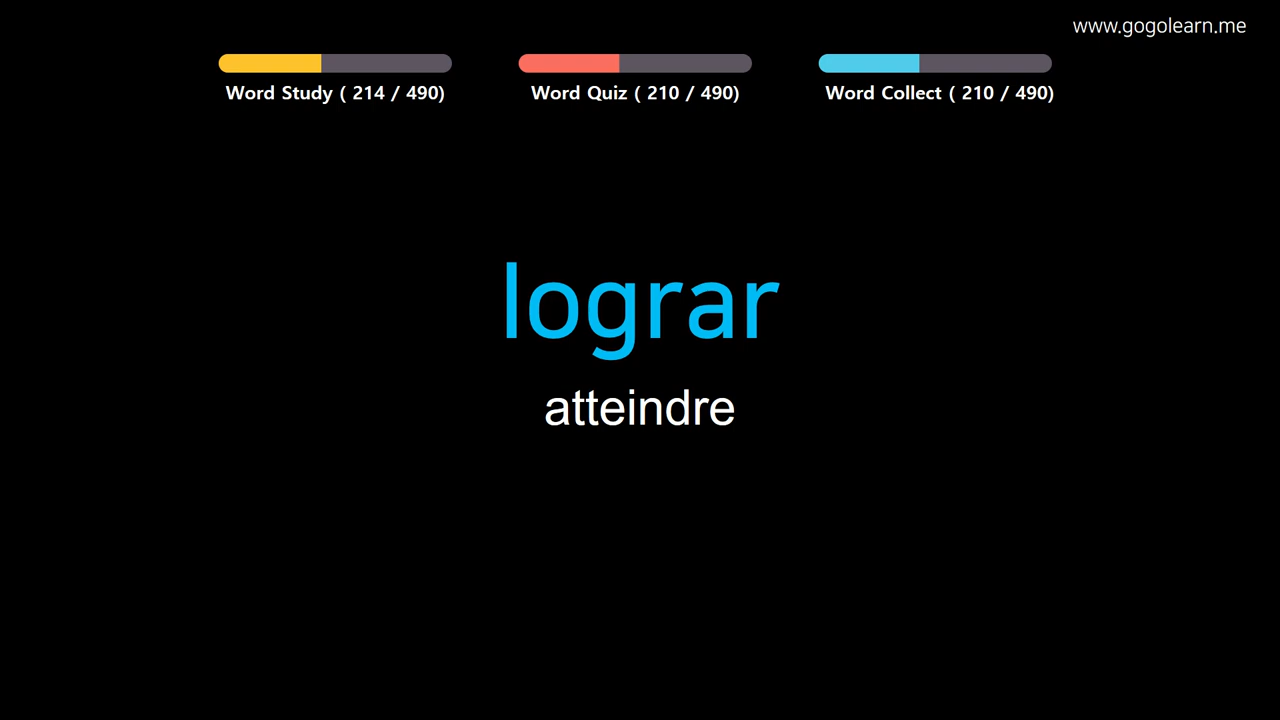 www.gogolearn.me
Word Study ( 214 / 490)
Word Quiz ( 210 / 490)
Word Collect ( 210 / 490)
lograr
atteindre